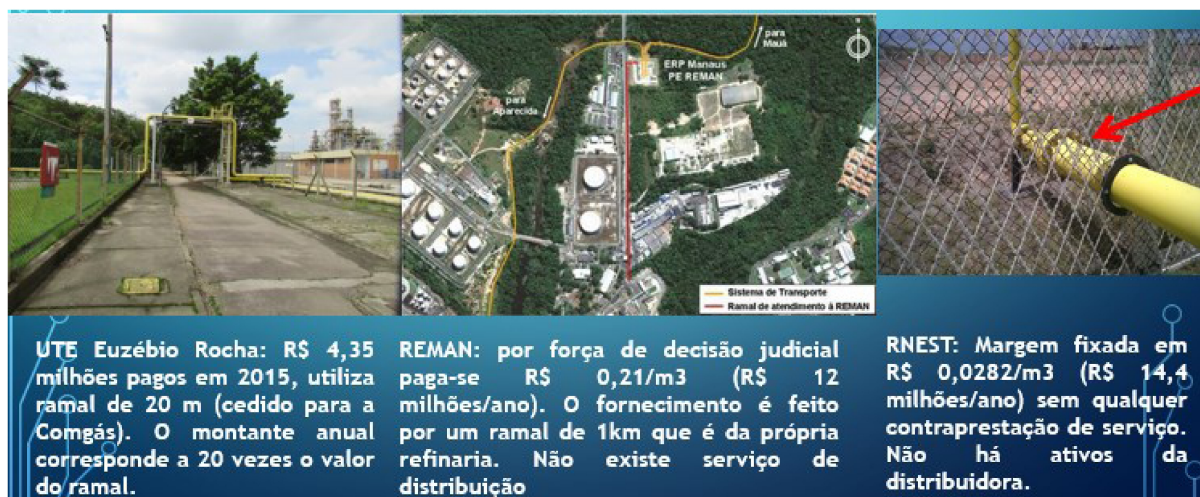 para
Mauá
ERP Manaus
PE REMAN
para
Aparecida
Sistema de Transporte
Ramal de atendimento à REMAN
UTE Euzébio Rocha: R$ 4,35
milhões pagos em 2015, utiliza
ramal de 20 m (cedido para a
Comgás). O montante anual
corresponde a 20 vezes o valor
do ramal.
REMAN: por força de decisão judicial
paga-se R$ 0,21/m3 (R$ 12
milhões/ano). O fornecimento é feito
por um ramal de 1km que é da própria
refinaria. Não existe serviço de
distribuição
RNEST: Margem fixada em
R$ 0,0282/m3 (R$ 14,4
milhões/ano) sem qualquer
contraprestação de serviço.
Não há ativos da
distribuidora.